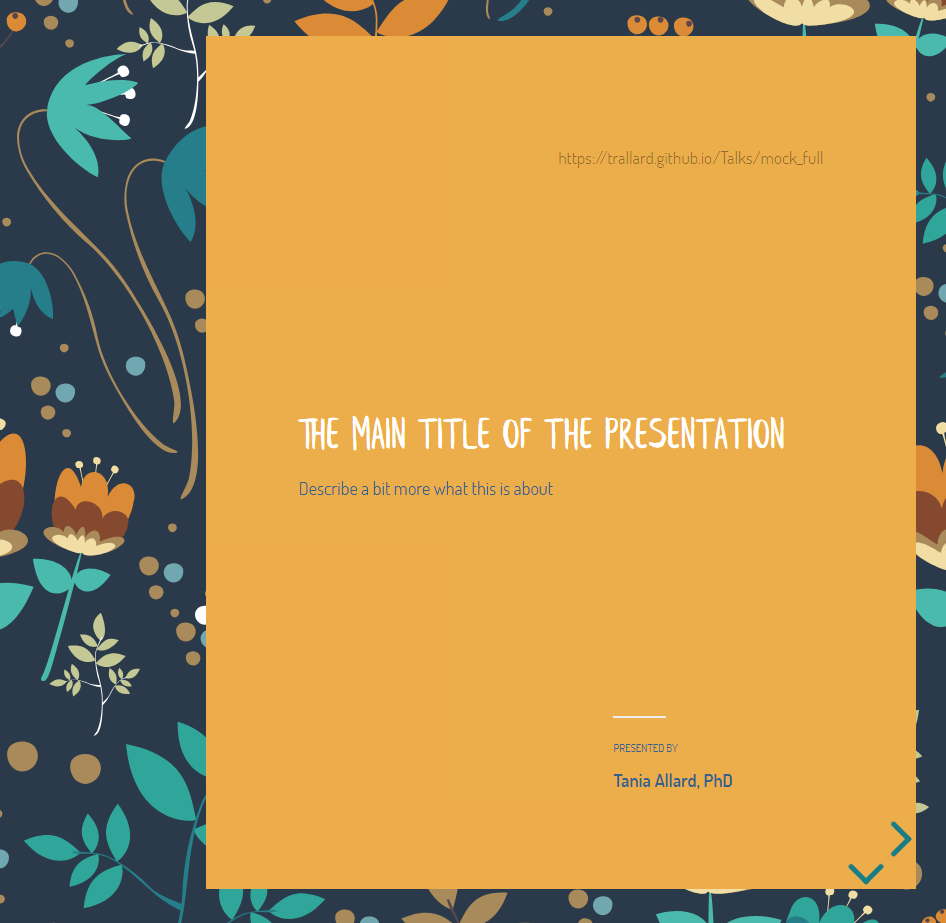 https://trallard.github.io/Talks/mock_full
THE MAIN TITLE OF THE PRESENTATION
Describe a bit more what this is about
PRESENTED BY
Tania Allard, PhD